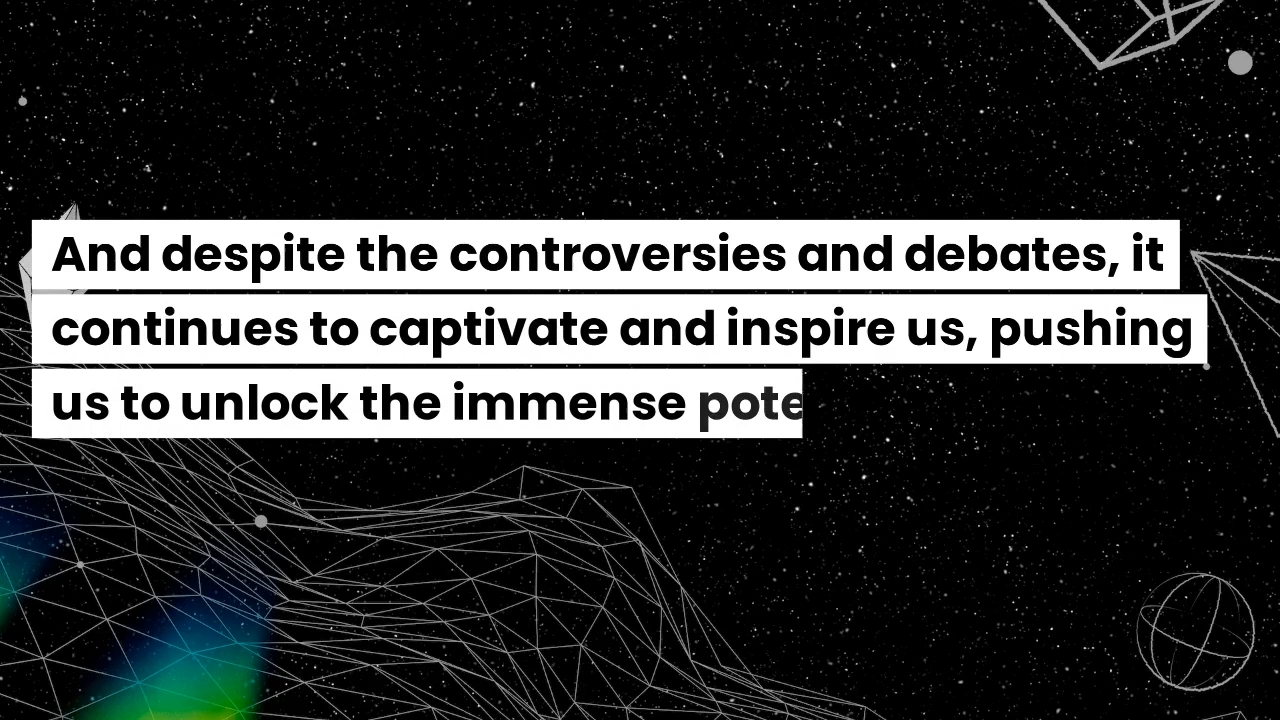 And despite the controversies and debates, it
continues to captivate and inspire us, pushing
us to unlock the immense pote